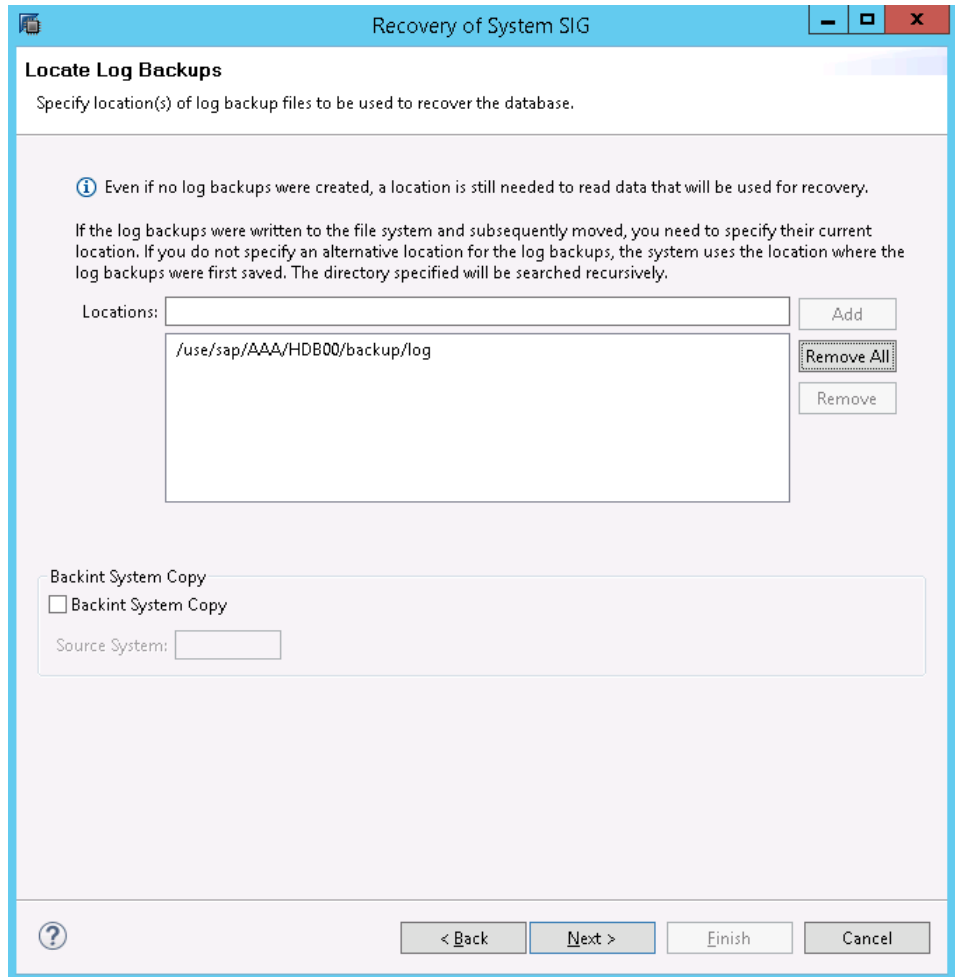 Recovery of System SIG
Locate Log Backups
Specify location(s) of log backup files to be used to recover the database.
Even if no log backups were created, a location is still needed to read data that will be used for recovery.
If the log backups were written to the file system and subsequently moved, you need to specify their current
location. If you do not specify an alternative location for the log backups, the system uses the location where the
log backups were first saved. The directory specified will be searched recursively.
Locations:
Add
/use/sap/AAA/HDB00/backup/log
Remove All
Remove
Backint System Copy
Backint System Copy
Source System:
< Back
Next >
Finish
Cancel